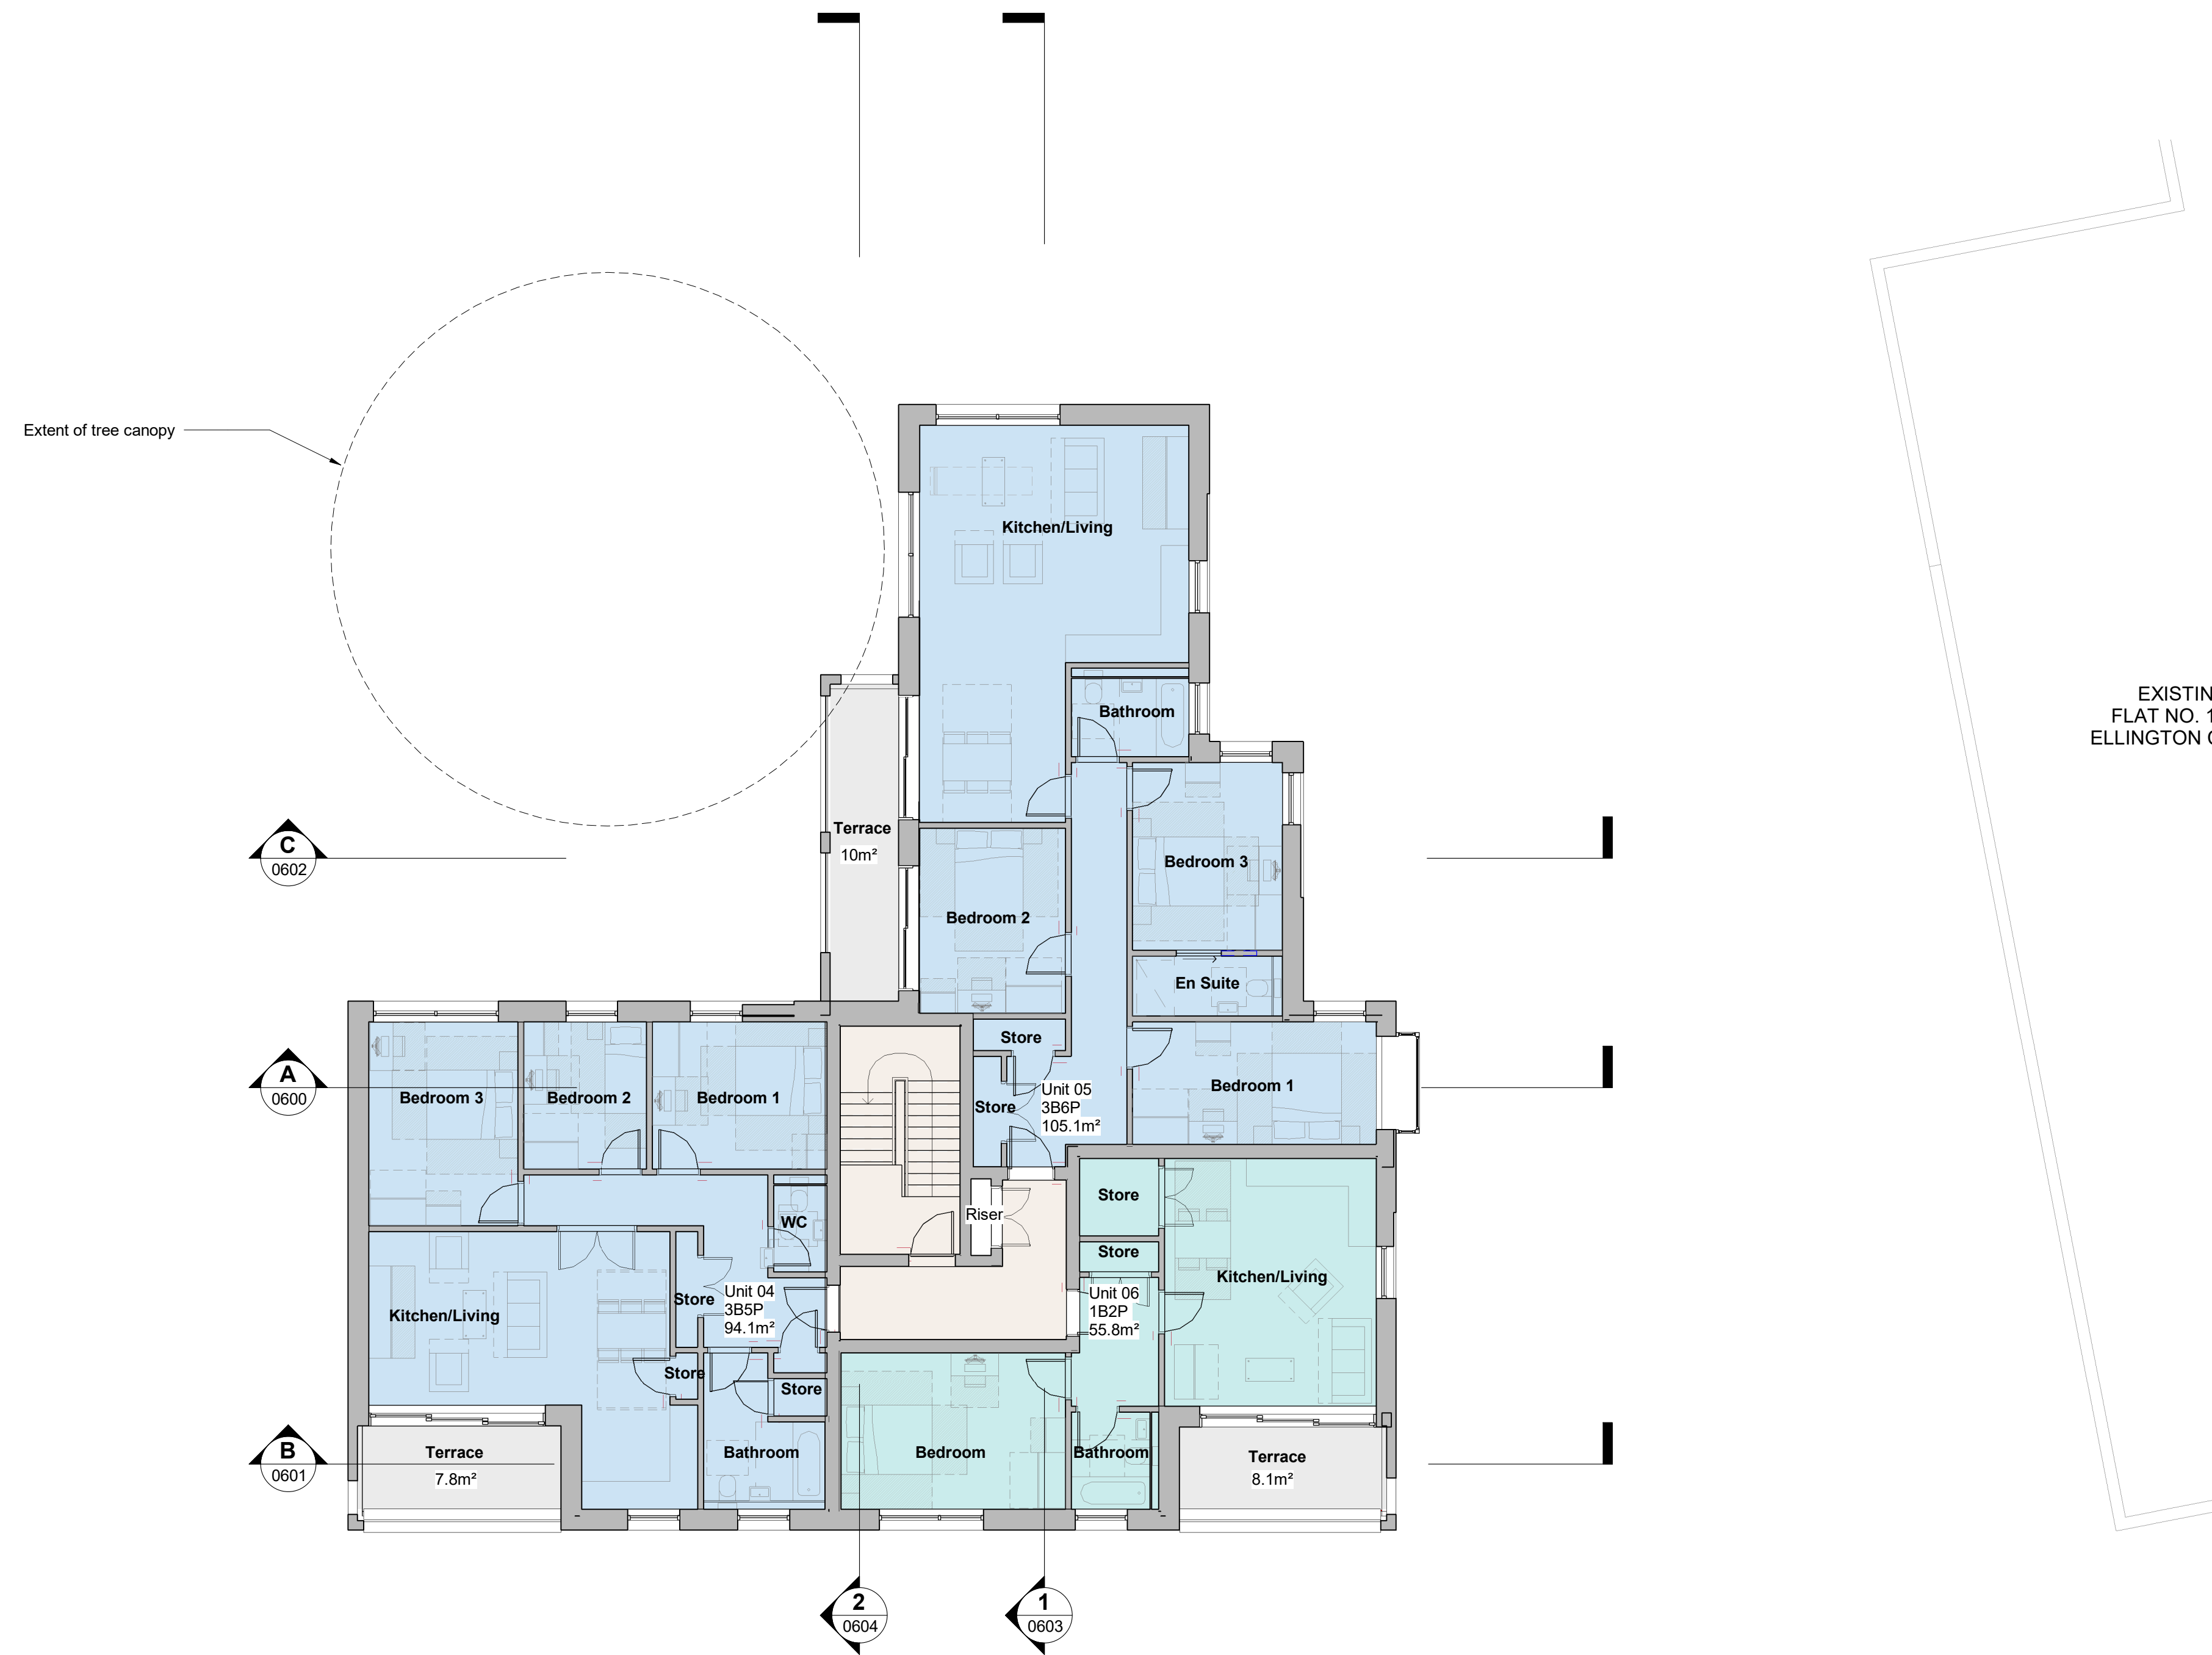 Extent of tree canopy
Kitchen/Living
EXISTIN
FLAT NO. 1
ELLINGTON
Bathroom
Terrace
10m²
C
0602
Bedroom 3
Bedroom 2
En Suite
Store
A
0600
Bedroom 3
Bedroom 2
Bedroom 1
Store
Unit 05
3B6P
105.1m²
Bedroom 1
WC
Riser
Store
Store
Kitchen/Living
Kitchen/Living
Store
Unit 04
3B5P
94.1m²
Unit 06
1B2P
55.8m²
Store
Store
B
0601
Terrace
7.8m²
Bathroom
Bedroom
Bathroom
Terrace
8.1m²
2
0604
1
0603